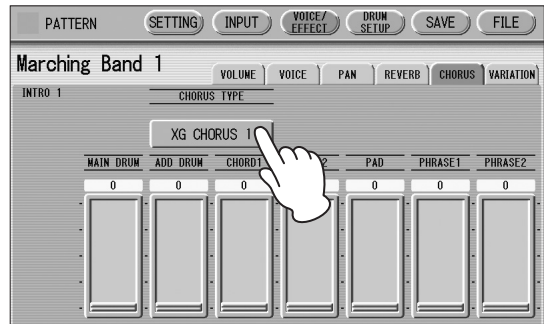 PATTERN SETTING INPUT VOICE/ EFFECT DRUM SETUP SAVE FILE
Marching Band 1
VOLUME VOICE PAN REVERB CHORUS VARIATION
INTRO 1
CHORUS TYPE
XG CHORUS 1
MAIN DRUM ADD DRUM CHORD1 2 PAD PHRASE1 PHRASE2
0 0 0 0 0 0